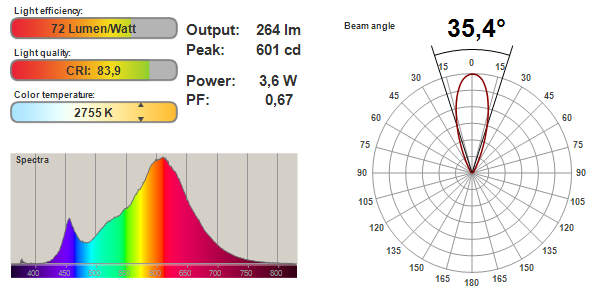 Light efficiency:
72 Lumen/Watt
Light quality:
CRI: 83,9
Color temperature:
2755 K
Output: 264 lm
Peak: 601 cd
Power: 3,6 W
PF: 0,67
Spectra
400 450 500 550 600 650 700 750 800
Beam angle
35,4°
15 0 15
30 30
45 45
60 60
75 75
90 90
105 105
120 120
135 135
150 150
165 180 165